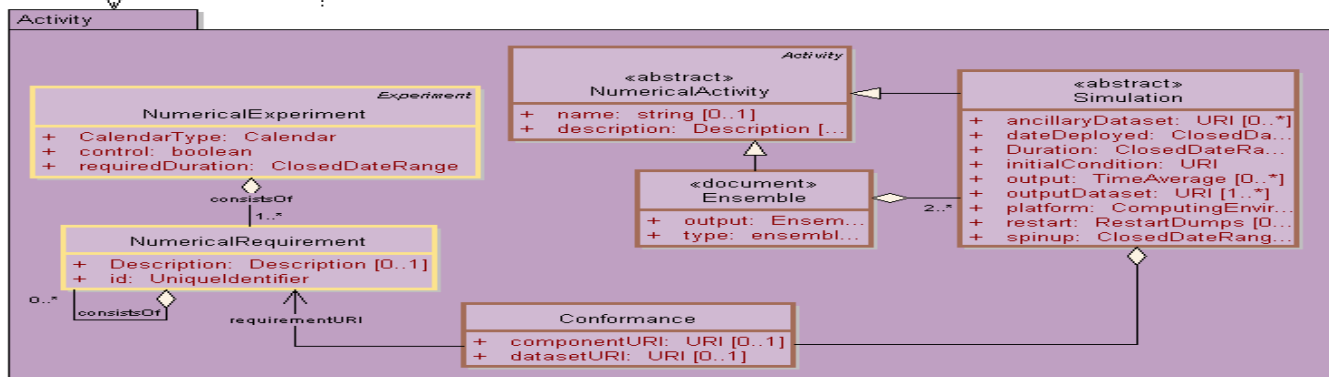 Activity
Experiment
NumericalExperiment
+ CalendarType: Calendar
+ control: boolean
+ requiredDuration: ClosedDateRange
consistsOf
1..*
NumericalRequirement
+ Description: Description [0..1]
+ id: UniqueIdentifier
0..*
consistsOf
requirementURI
Activity
«abstract»
NumericalActivity
+ name: string [0..1]
+ description: Description [...
«document»
Ensemble
+ output: Ensem...
+ type: ensembl...
2..*
«abstract»
Simulation
+ ancillaryDataset: URI [0..*]
+ dateDeployed: ClosedDa...
+ Duration: ClosedDateRa...
+ initialCondition: URI
+ output: TimeAverage [0..*]
+ outputDataset: URI [1..*]
+ platform: ComputingEnvir...
+ restart: RestartDumps [0...
+ spinup: ClosedDateRang...
Conformance
+ componentURI: URI [0..1]
+ datasetURI: URI [0..1]